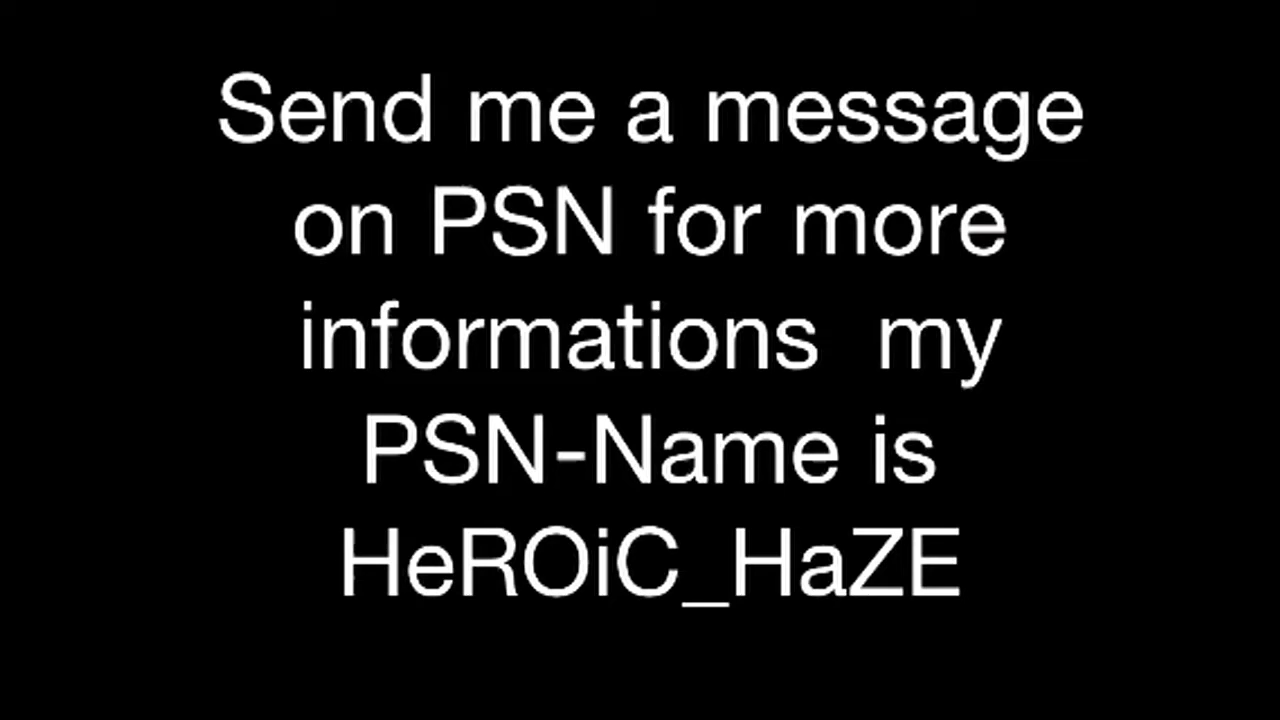 Send me a message
on PSN for more
informations  my
PSN-Name is
HeROiC_HaZE